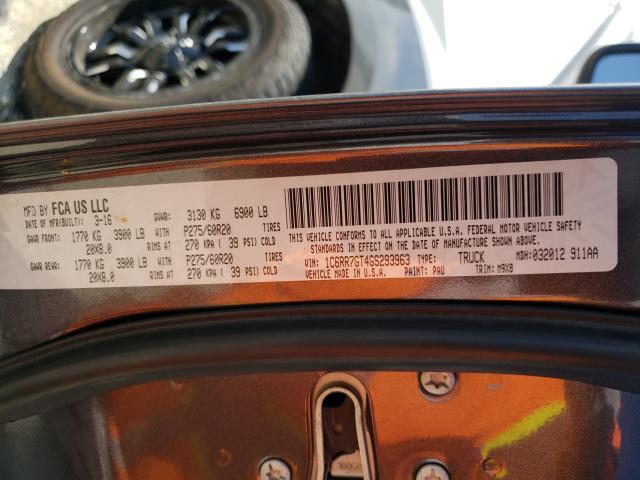 MFD BY FCA US LLC
DATE OF MFR(BUILT): 3-16 GVWR: 3130 KG 6900 LB
GAWR FRONT: 1770 KG 3900 LB WITH P275/60R20 TIRES
20X8.0 RIMS AT 270 KPA ( 39 PSI) COLD
GAWR REAR: 1770 KG 3900 LB WITH P275/60R20 TIRES
20X8.0 RIMS AT 270 KPA ( 39 PSI) COLD
THIS VEHICLE CONFORMS TO ALL APPLICABLE U.S.A. FEDERAL MOTOR VEHICLE SAFETY
STANDARDS IN EFFECT ON THE DATE OF MANUFACTURE SHOWN ABOVE.
VIN: 1C6RR7GT4GS293963 TYPE: TRUCK MDH: 032012 911AA
MADE IN U.S.A. PAINT: PAU TRIM: M9X8